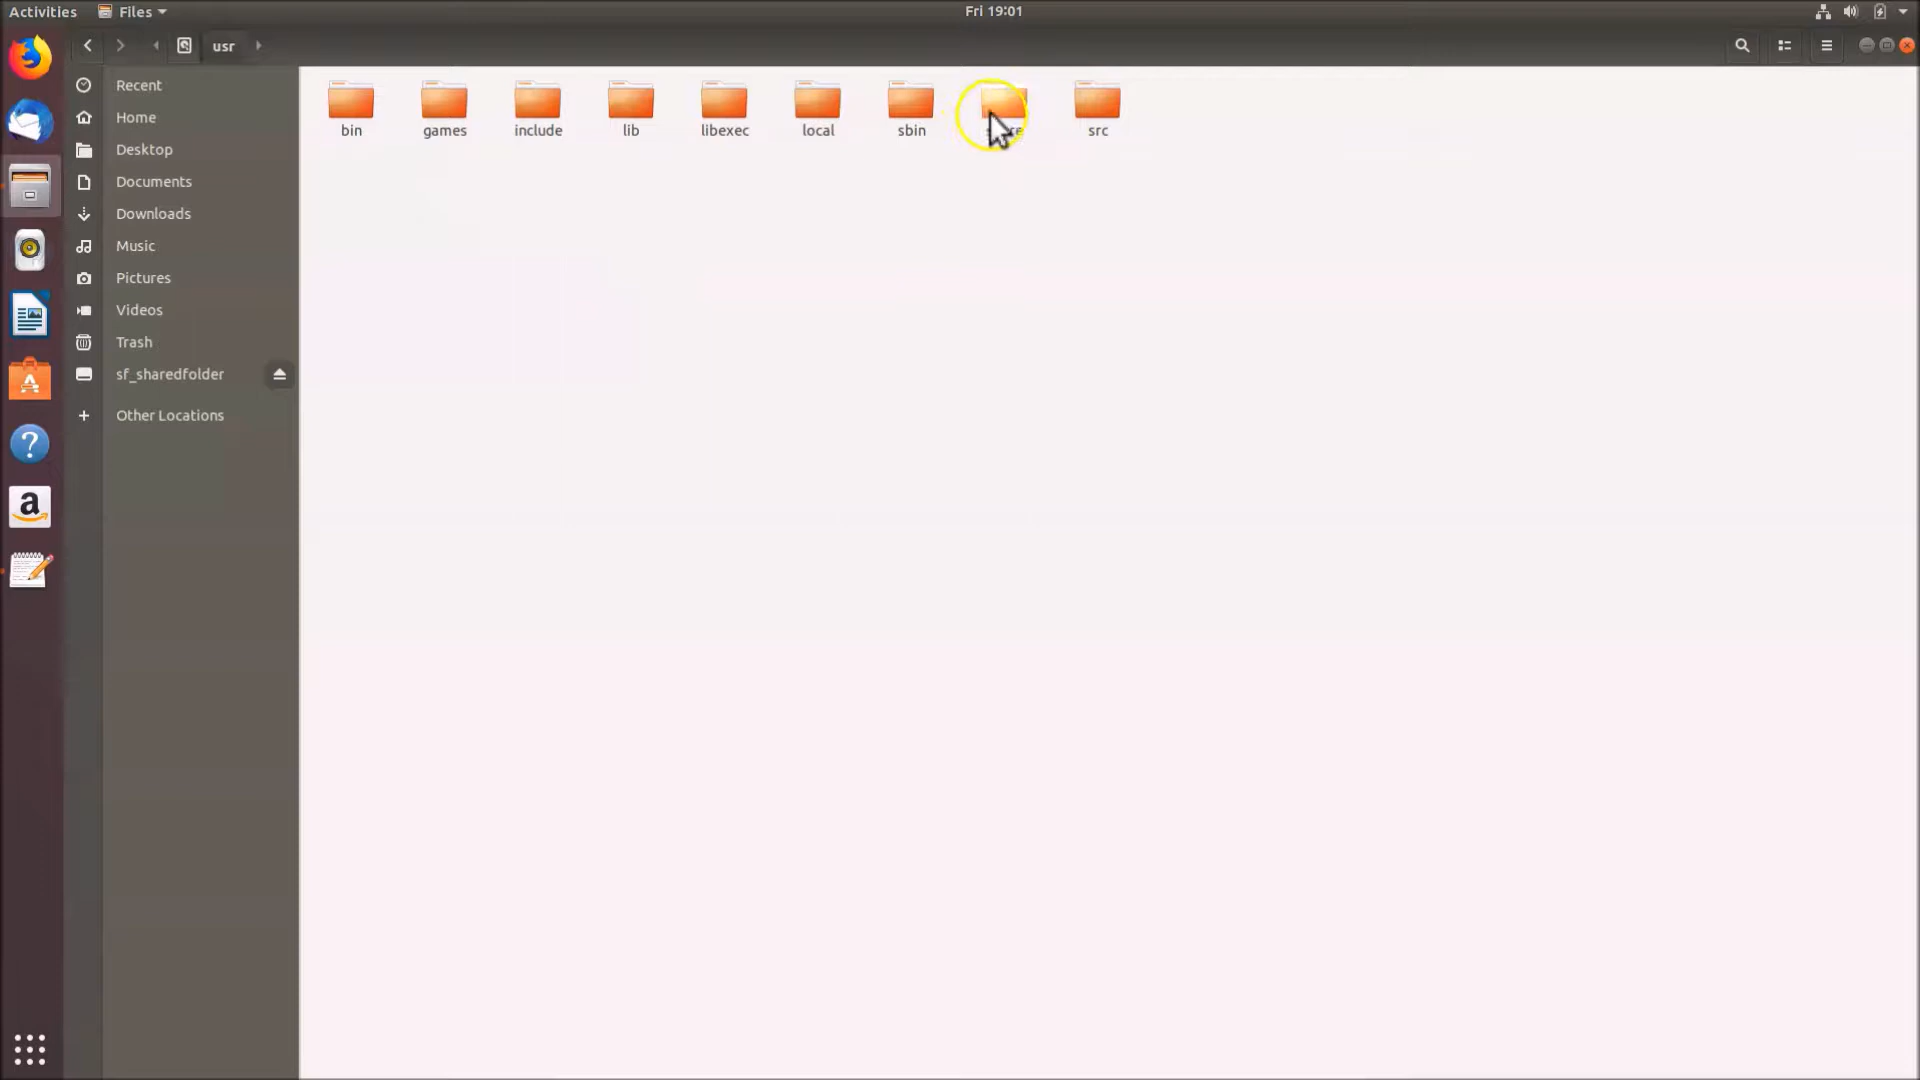 Activities Files Fri 19:01
usr
Recent
Home
Desktop
Documents
Downloads
Music
Pictures
Videos
Trash
sf_sharedfolder
Other Locations
bin games include lib libexec local sbin src